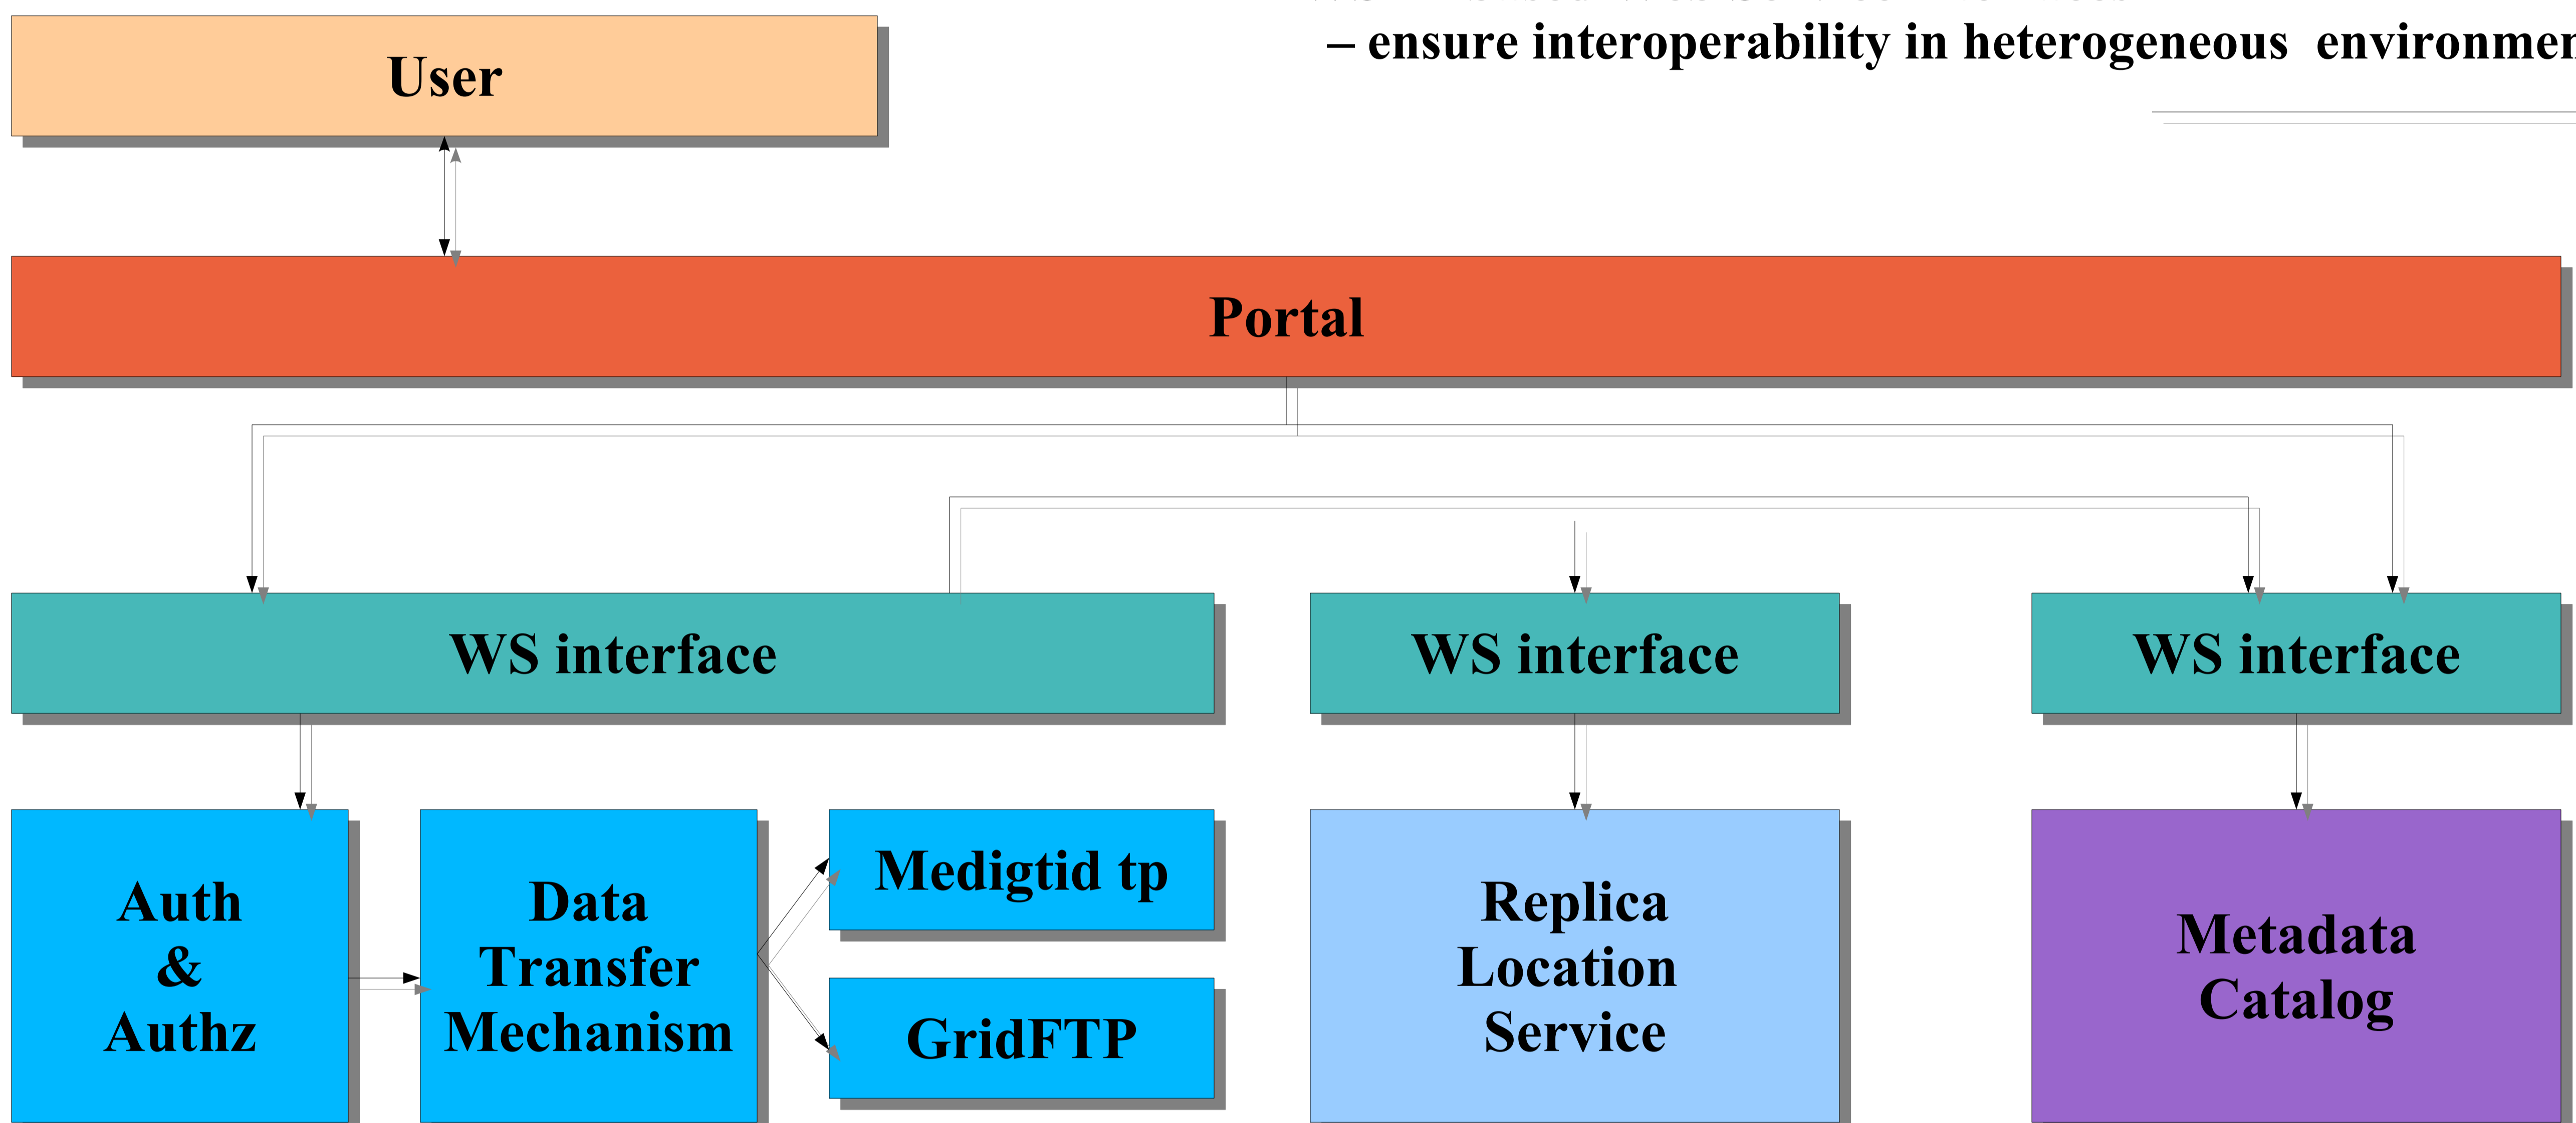 – ensure interoperability in heterogeneous
User
Portal
WS interface
WS interface
WS interface
Auth
&
Authz
Data
Transfer
Mechanism
Medigtid tp
GridFTP
Replica
Location
Service
Metadata
Catalog